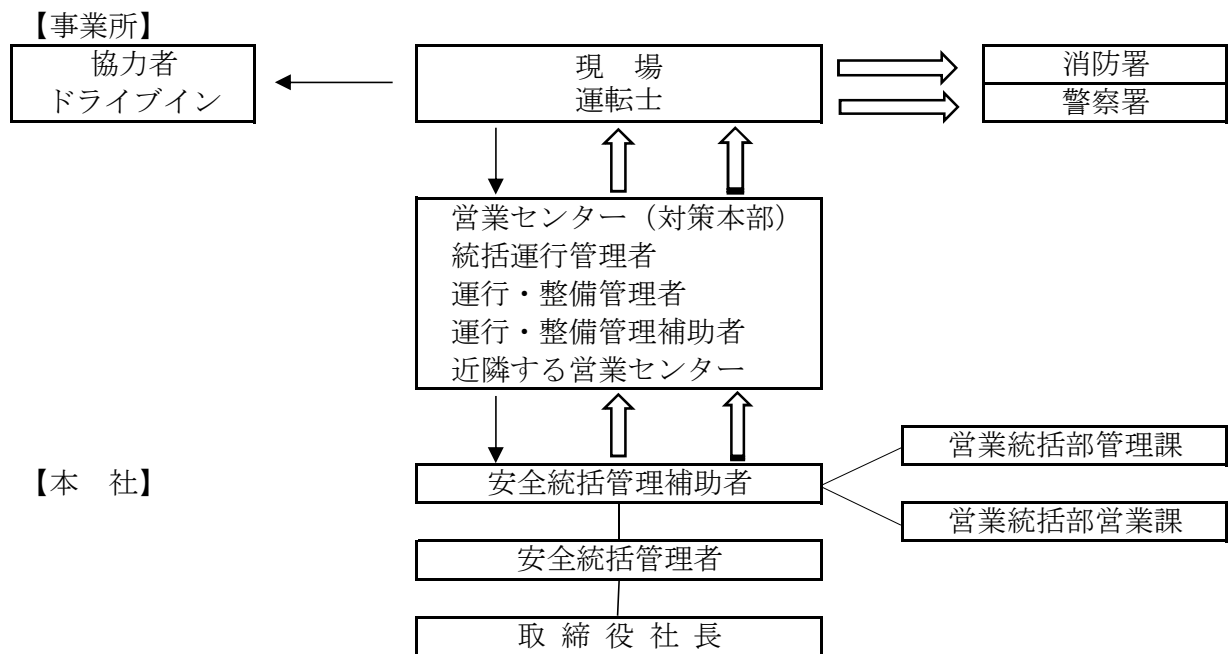 【事業所】
協力者
ドライブイン
現　場
運転士
消防署
警察署
営業センター（対策本部）
統括運行管理者
運行・整備管理者
運行・整備管理補助者
近隣する営業センター
営業統括部管理課
【本　社】
安全統括管理補助者
営業統括部営業課
安全統括管理者
取 締 役 社 長